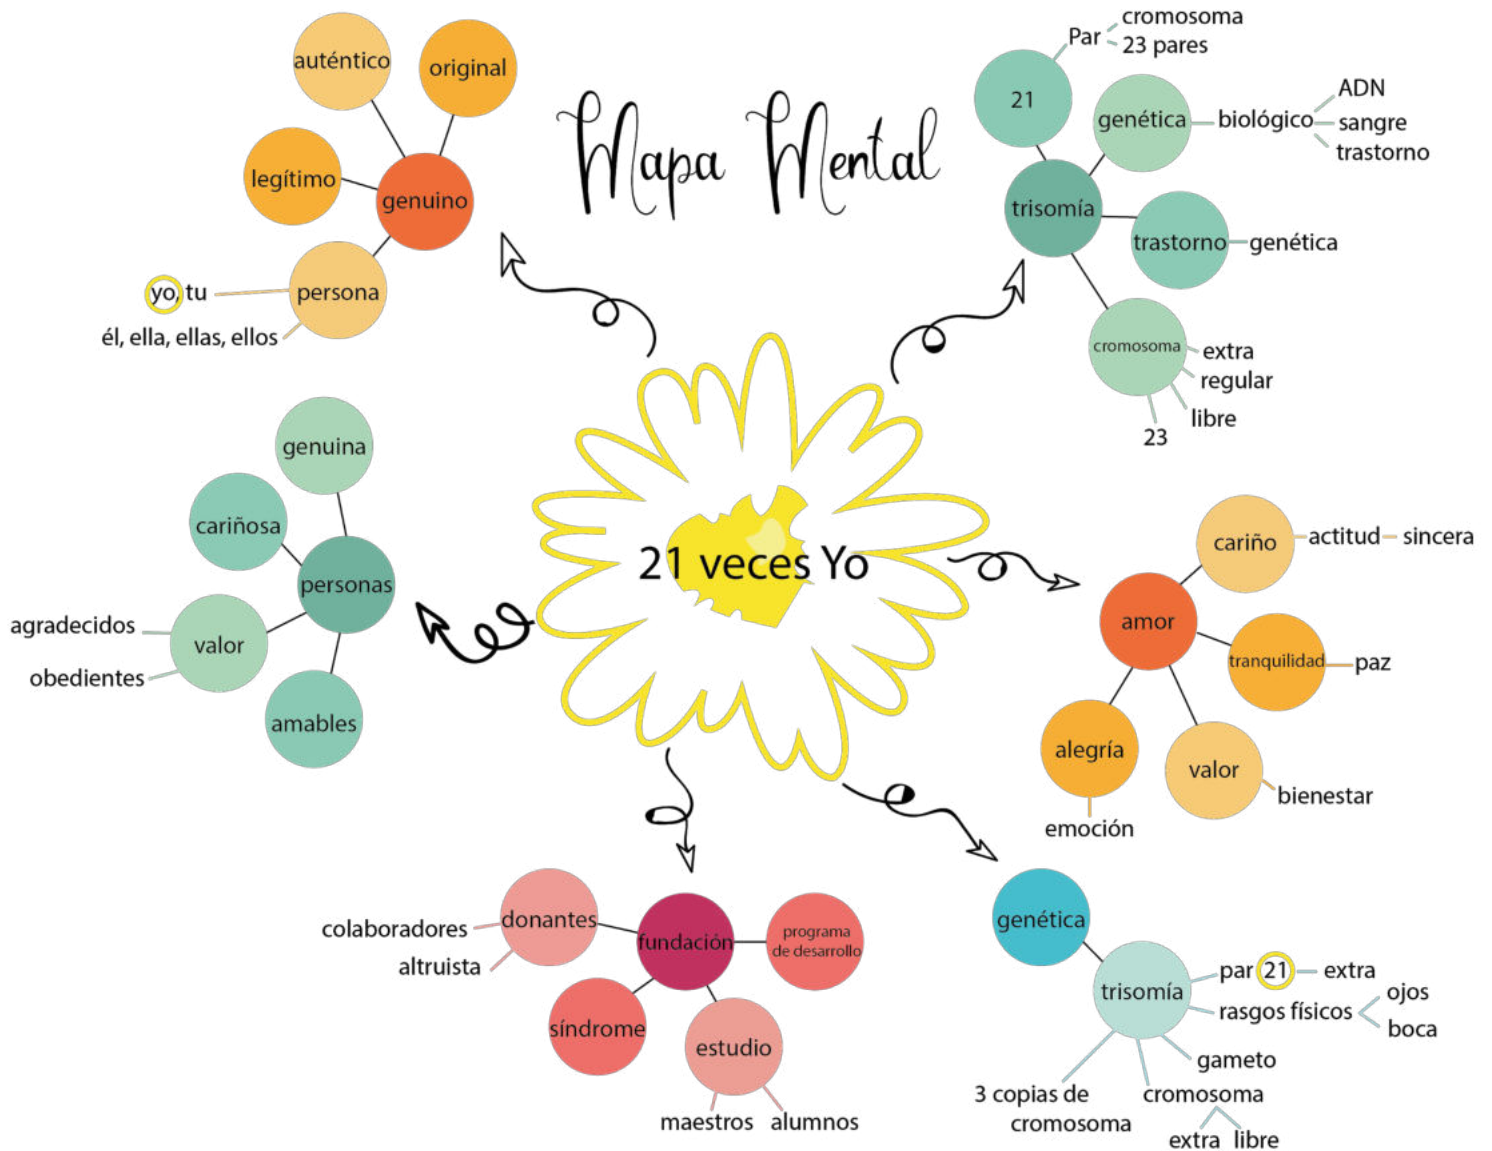 Mapa Mental
21 veces Yo
auténtico
original
legítimo
genuino
persona
yo, tu
él, ella, ellas, ellos
21
Par
cromosoma
23 pares
genética
biológico
ADN
sangre
trastorno
trisomía
trastorno
genética
cromosoma
extra
regular
libre
23
genuina
cariñosa
personas
valor
agradecidos
obedientes
amables
cariño
actitud
sincera
amor
tranquilidad
paz
alegría
emoción
valor
bienestar
donantes
colaboradores
altruista
fundación
programa
de desarrollo
síndrome
estudio
maestros
alumnos
genética
trisomía
par 21
extra
rasgos físicos
ojos
boca
gameto
cromosoma
extra
libre
3 copias de
cromosoma